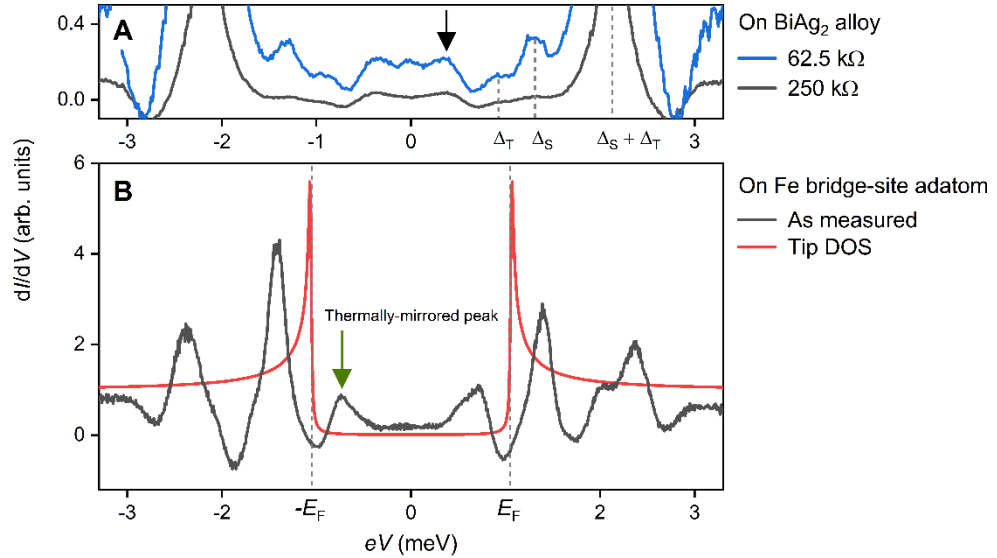 A
0.4
0.0
-3
-2
-1
0
1
ΔT
ΔS
ΔS + ΔT
3
On BiAg2 alloy
62.5 kΩ
250 kΩ
dI/dV (arb. units)
B
6
4
2
0
Thermally-mirrored peak
-3
-2
-EF
0
EF
2
3
eV (meV)
On Fe bridge-site adatom
As measured
Tip DOS